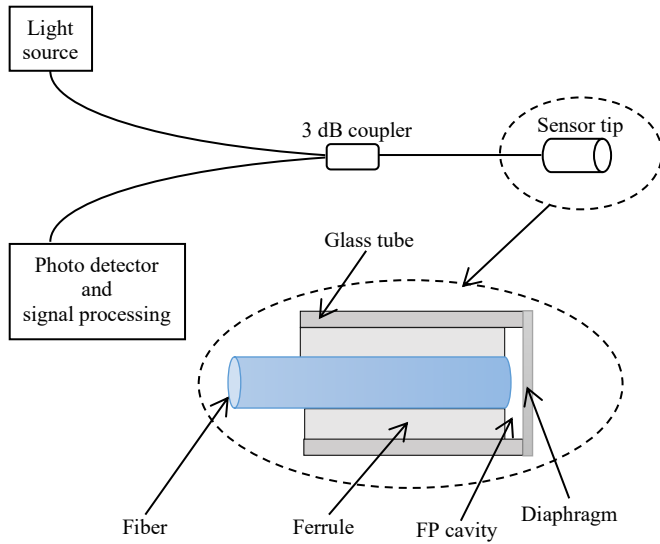 Light
source
3 dB coupler
Sensor tip
Glass tube
Photo detector
and
signal processing
Fiber
Ferrule
FP cavity
Diaphragm